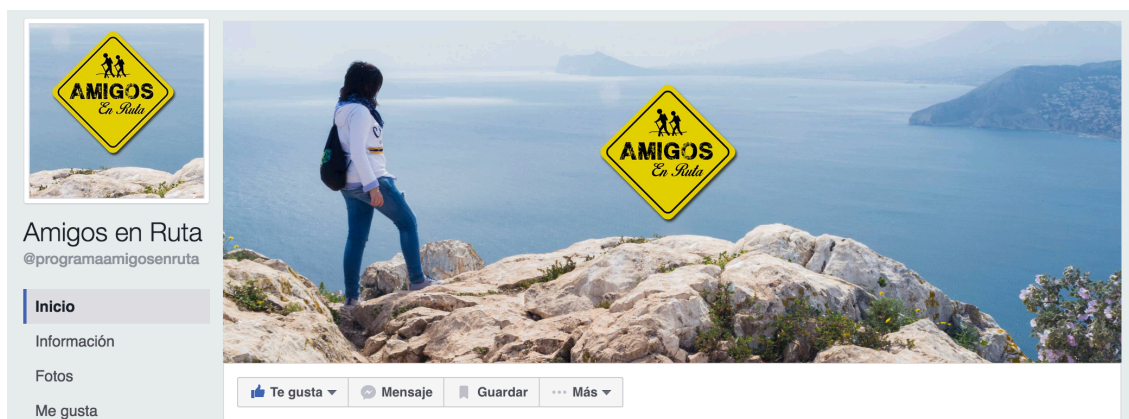 AMIGOS
En Ruta
Amigos en Ruta
@programaamigosenruta
Inicio
Información
Fotos
Me gusta
AMIGOS
En Ruta
Te gusta
Mensaje
Guardar
Más